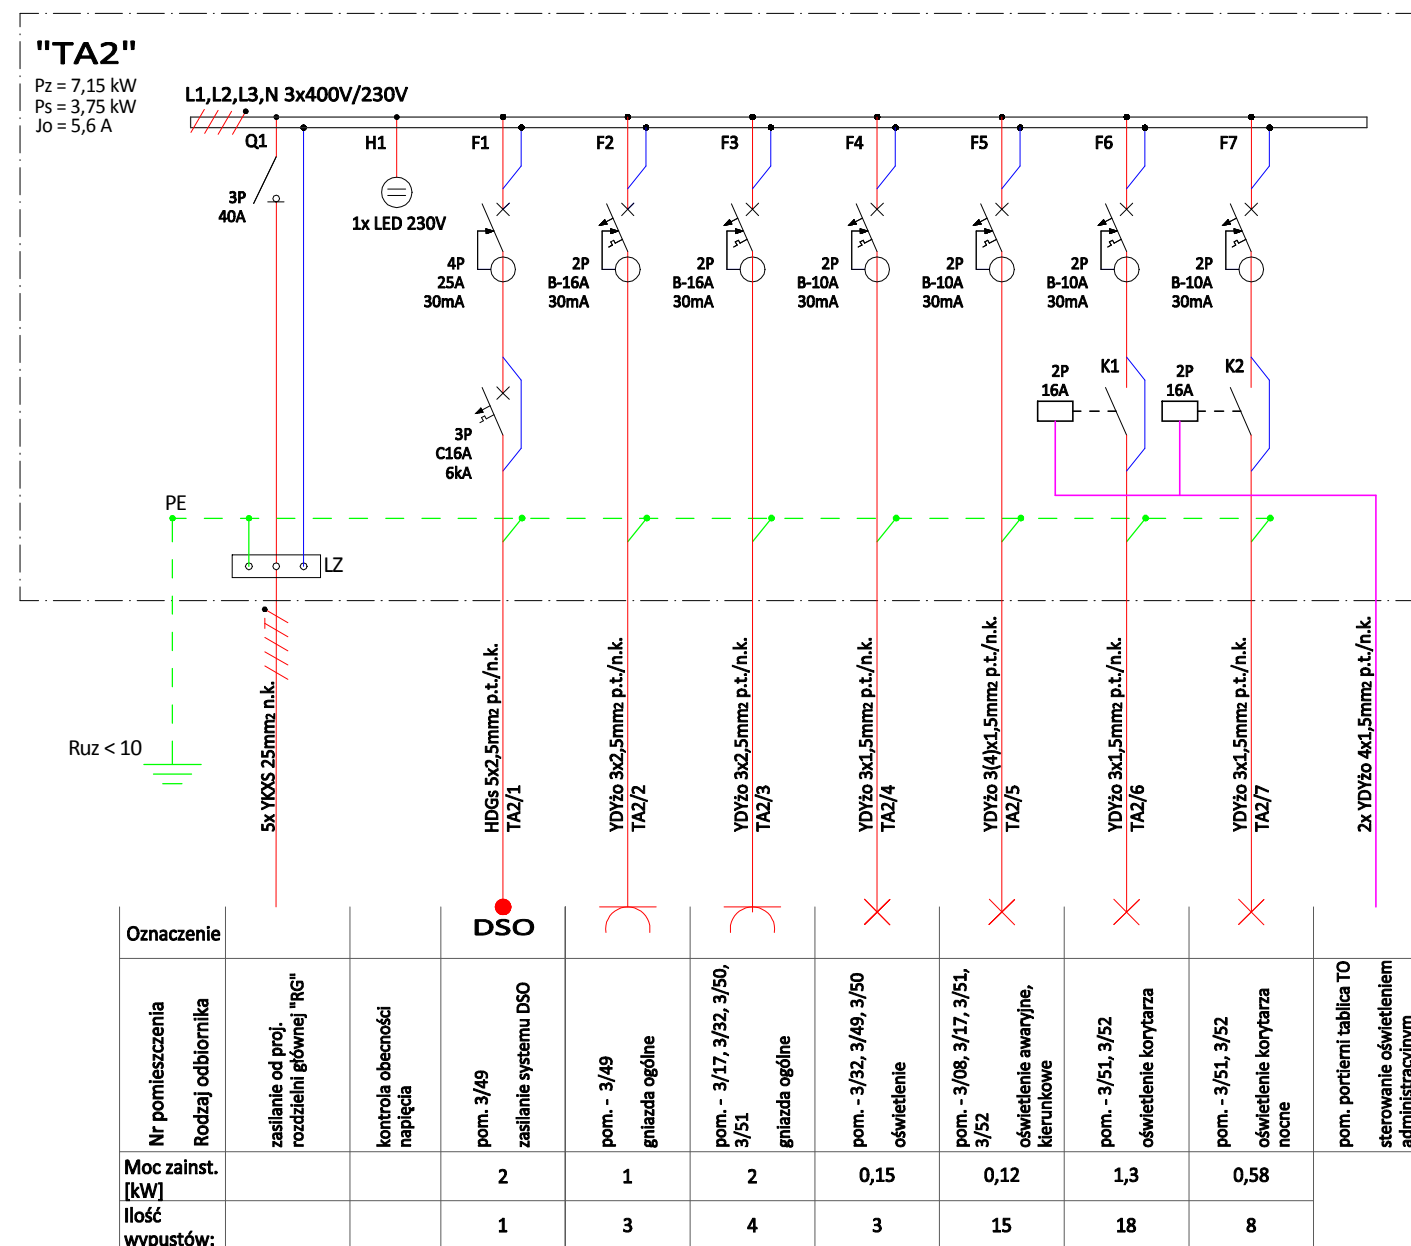 "TA2"
Pz = 7,15 kW
Ps = 3,75 kW
Jo = 5,6 A
L1,L2,L3,N 3x400V/230V
Q1
H1
F1
F2
F3
F4
F5
F6
F7
3P
40A
1x LED 230V
4P
25A
30mA
2P
B-16A
30mA
2P
B-16A
30mA
2P
B-10A
30mA
2P
B-10A
30mA
2P
B-10A
30mA
2P
B-10A
30mA
3P
C16A
6kA
2P
16A
K1
2P
16A
K2
PE
LZ
Ruz < 10
5x YKXS 25mm2 n.k.
HDGs 5x2,5mm2 p.t./n.k.
TA2/1
YDYżo 3x2,5mm2 p.t./n.k.
TA2/2
YDYżo 3x2,5mm2 p.t./n.k.
TA2/3
YDYżo 3x1,5mm2 p.t./n.k.
TA2/4
YDYżo 3(4)x1,5mm2 p.t./n.k.
TA2/5
YDYżo 3x1,5mm2 p.t./n.k.
TA2/6
YDYżo 3x1,5mm2 p.t./n.k.
TA2/7
2x YDYżo 4x1,5mm2 p.t./n.k.
Oznaczenie
DSO
Nr pomieszczenia
Rodzaj odbiornika
zasilanie od proj.
rozdzielni głównej "RG"
kontrola obecności
napięcia
pom. 3/49
zasilanie systemu DSO
pom. - 3/49
gniazda ogólne
pom. - 3/17, 3/32, 3/50,
3/51
gniazda ogólne
pom. - 3/32, 3/49, 3/50
oświetlenie
pom. - 3/08, 3/17, 3/51,
3/52
oświetlenie awaryjne,
kierunkowe
pom. - 3/51, 3/52
oświetlenie korytarza
pom. - 3/51, 3/52
oświetlenie korytarza
nocne
pom. portierni tablica TO
sterowanie oświetleniem
administracyjnym
Moc zainst.
[kW]
2
1
2
0,15
0,12
1,3
0,58
Ilość
wypustów:
1
3
4
3
15
18
8